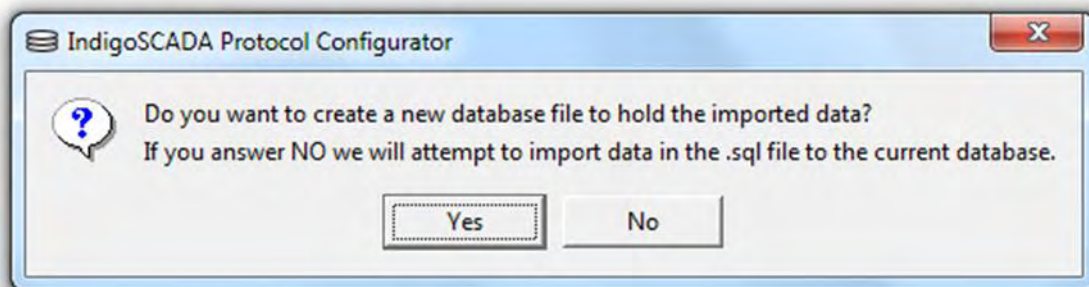 IndigoSCADA Protocol Configurator
Do you want to create a new database file to hold the imported data?
If you answer NO we will attempt to import data in the .sql file to the current database.
Yes
No